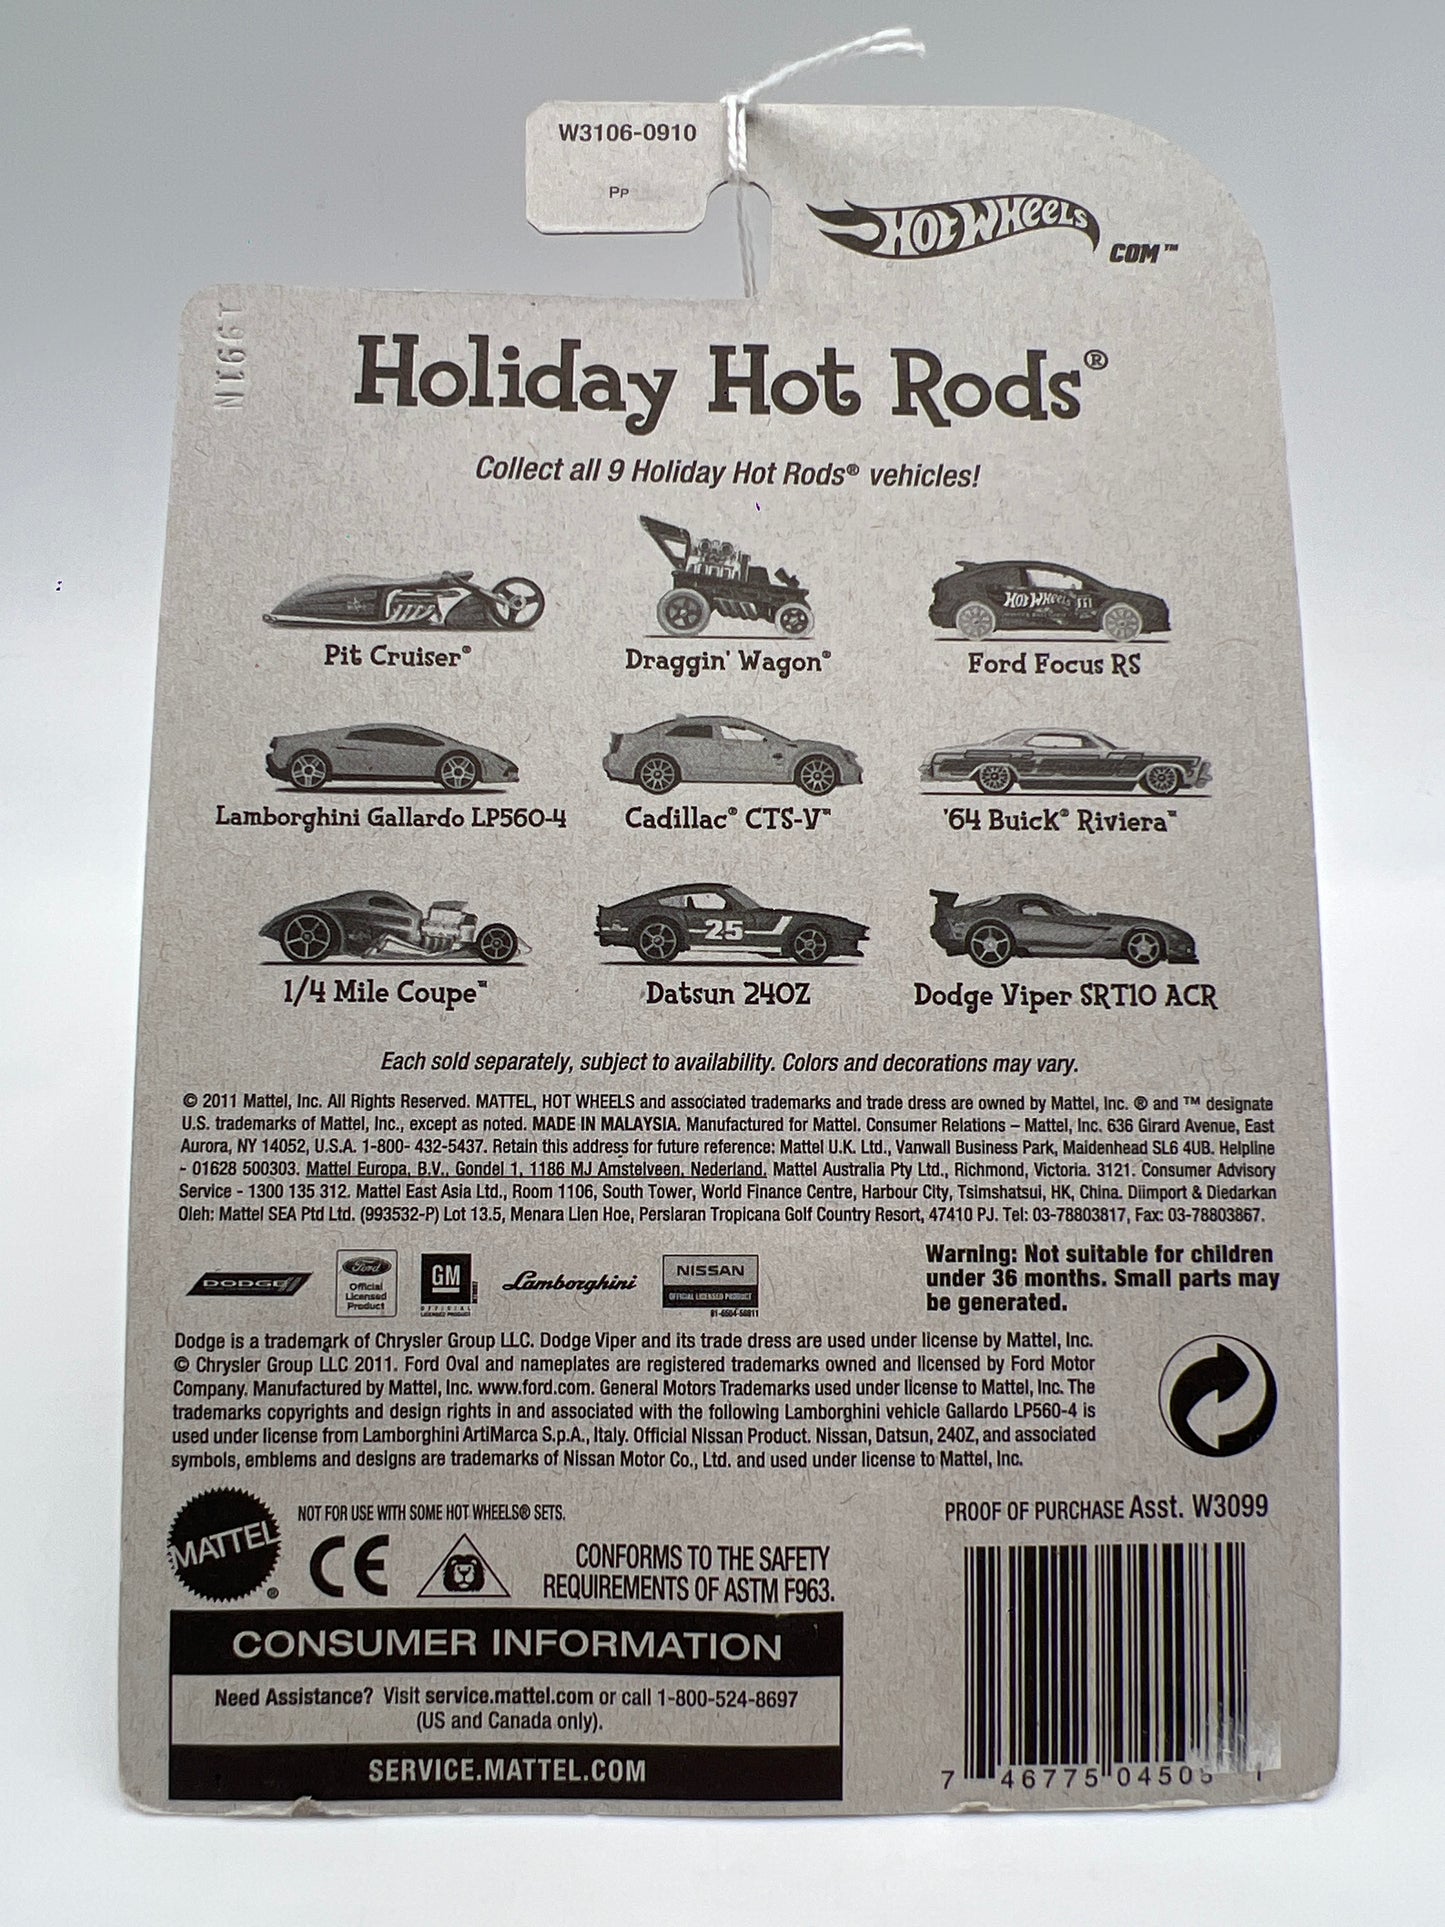 W3106-0910
PP
HOT WHEELS
COM™
N1661
Holiday Hot Rods®
Collect all 9 Holiday Hot Rods® vehicles!
HOT WHEELS
Pit Cruiser® Draggin' Wagon® Ford Focus RS
Lamborghini Gallardo LP560-4 Cadillac® CTS-V™ '64 Buick® Riviera™
25
1/4 Mile Coupe™ Datsun 240Z Dodge Viper SRT10 ACR
Each sold separately, subject to availability. Colors and decorations may vary.
© 2011 Mattel, Inc. All Rights Reserved. MATTEL, HOT WHEELS and associated trademarks and trade dress are owned by Mattel, Inc. ® and ™ designate
U.S. trademarks of Mattel, Inc., except as noted. MADE IN MALAYSIA. Manufactured for Mattel. Consumer Relations – Mattel, Inc. 636 Girard Avenue, East
Aurora, NY 14052, U.S.A. 1-800- 432-5437. Retain this address for future reference: Mattel U.K. Ltd., Vanwall Business Park, Maidenhead SL6 4UB. Helpline
- 01628 500303. Mattel Europa, B.V., Gondel 1, 1186 MJ Amstelveen, Nederland. Mattel Australia Pty Ltd., Richmond, Victoria. 3121. Consumer Advisory
Service - 1300 135 312. Mattel East Asia Ltd., Room 1106, South Tower, World Finance Centre, Harbour City, Tsimshatsui, HK, China. Diimport & Diedarkan
Oleh: Mattel SEA Ptd Ltd. (993532-P) Lot 13.5, Menara Lien Hoe, Persiaran Tropicana Golf Country Resort, 47410 PJ. Tel: 03-78803817, Fax: 03-78803867.
DODGE
Ford
Official
Licensed
Product
GM
OFFICIAL
LICENSED PRODUCT
Lamborghini
NISSAN
OFFICIAL LICENSED PRODUCT
Warning: Not suitable for children
under 36 months. Small parts may
be generated.
Dodge is a trademark of Chrysler Group LLC. Dodge Viper and its trade dress are used under license by Mattel, Inc.
© Chrysler Group LLC 2011. Ford Oval and nameplates are registered trademarks owned and licensed by Ford Motor
Company. Manufactured by Mattel, Inc. www.ford.com. General Motors Trademarks used under license to Mattel, Inc. The
trademarks copyrights and design rights in and associated with the following Lamborghini vehicle Gallardo LP560-4 is
used under license from Lamborghini ArtiMarca S.p.A., Italy. Official Nissan Product. Nissan, Datsun, 240Z, and associated
symbols, emblems and designs are trademarks of Nissan Motor Co., Ltd. and used under license to Mattel, Inc.
MATTEL®
NOT FOR USE WITH SOME HOT WHEELS® SETS.
CE
CONFORMS TO THE SAFETY
REQUIREMENTS OF ASTM F963.
PROOF OF PURCHASE Asst. W3099
CONSUMER INFORMATION
Need Assistance? Visit service.mattel.com or call 1-800-524-8697
(US and Canada only).
SERVICE.MATTEL.COM
7 46775 0450